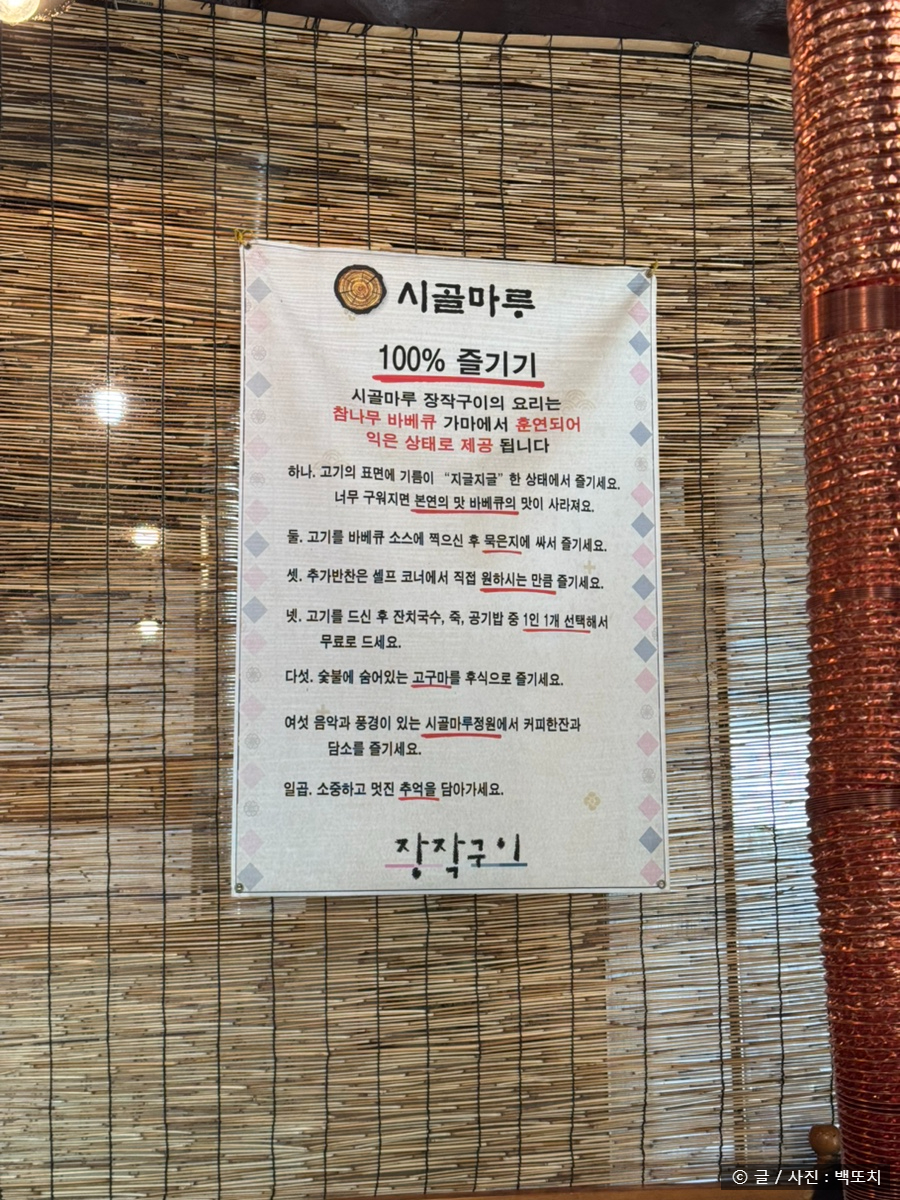 시골마루
100% 즐기기
시골마루 장작구이의 요리는
참나무 바베큐 가마에서 훈연되어
익은 상태로 제공 됩니다
하나. 고기의 표면에 기름이 “지글지글” 한 상태에서 즐기세요.
너무 구워지면 본연의 맛 바베큐의 맛이 사라져요.
둘. 고기를 바베큐 소스에 찍으신 후 묵은지에 싸서 즐기세요.
셋. 추가반찬은 셀프 코너에서 직접 원하시는 만큼 즐기세요.
넷. 고기를 드신 후 잔치국수, 죽, 공기밥 중 1인 1개 선택해서
무료로 드세요.
다섯. 숯불에 숨어있는 고구마를 후식으로 즐기세요.
여섯 음악과 풍경이 있는 시골마루정원에서 커피한잔과
담소를 즐기세요.
일곱. 소중하고 멋진 추억을 담아가세요.
장작구이
© 글 / 사진 : 백또치